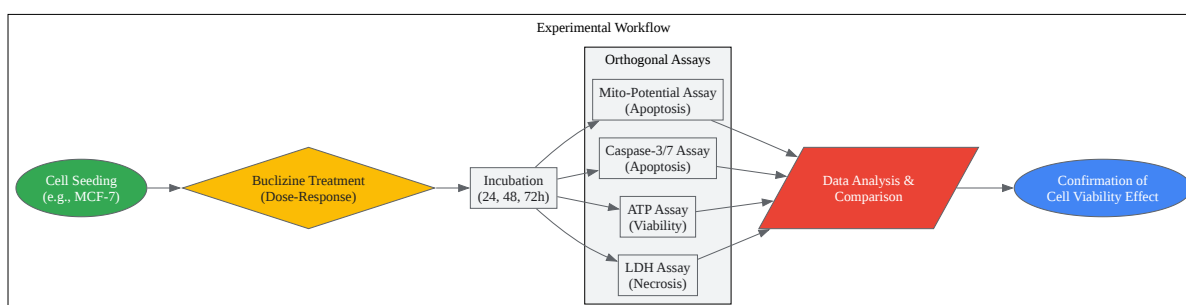 Experimental Workflow
Orthogonal Assays
Cell Seeding
(e.g., MCF-7)
Buclizine Treatment
(Dose-Response)
Incubation
(24, 48, 72h)
Mito-Potential Assay
(Apoptosis)
Caspase-3/7 Assay
(Apoptosis)
ATP Assay
(Viability)
LDH Assay
(Necrosis)
Data Analysis &
Comparison
Confirmation of
Cell Viability Effect